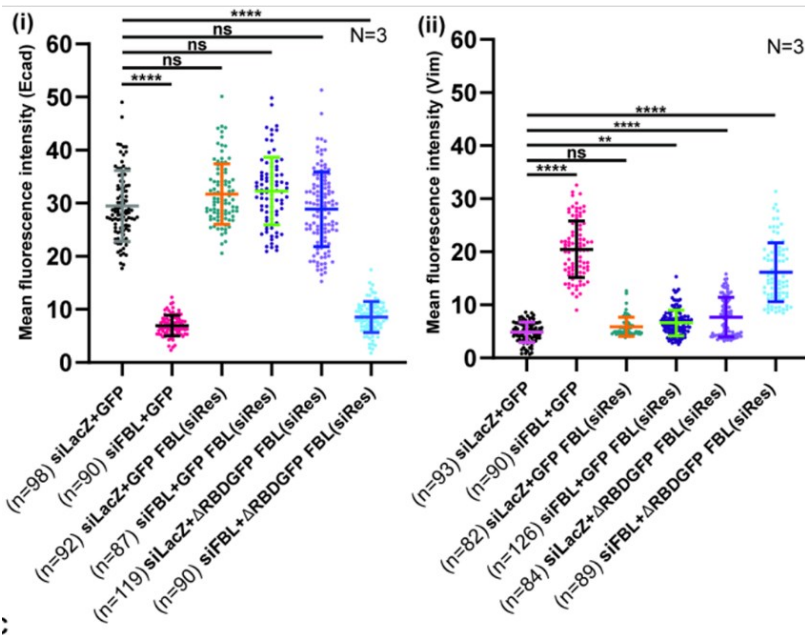 (i)
N=3
****
ns
ns
ns
****
Mean fluorescence intensity (Ecad)
60
50
40
30
20
10
0
(n=98) siLacZ+GFP
(n=90) siFBL+GFP
(n=92) siLacZ+GFP FBL(siRes)
(n=87) siFBL+GFP FBL(siRes)
(n=119) siLacZ+ΔRBDGFP FBL(siRes)
(n=90) siFBL+ΔRBDGFP FBL(siRes)
(ii)
N=3
****
****
**
ns
****
Mean fluorescence intensity (Vim)
60
50
40
30
20
10
0
(n=93) siLacZ+GFP
(n=90) siFBL+GFP
(n=82) siLacZ+GFP FBL(siRes)
(n=126) siFBL+GFP FBL(siRes)
(n=84) siLacZ+ΔRBDGFP FBL(siRes)
(n=89) siFBL+ΔRBDGFP FBL(siRes)